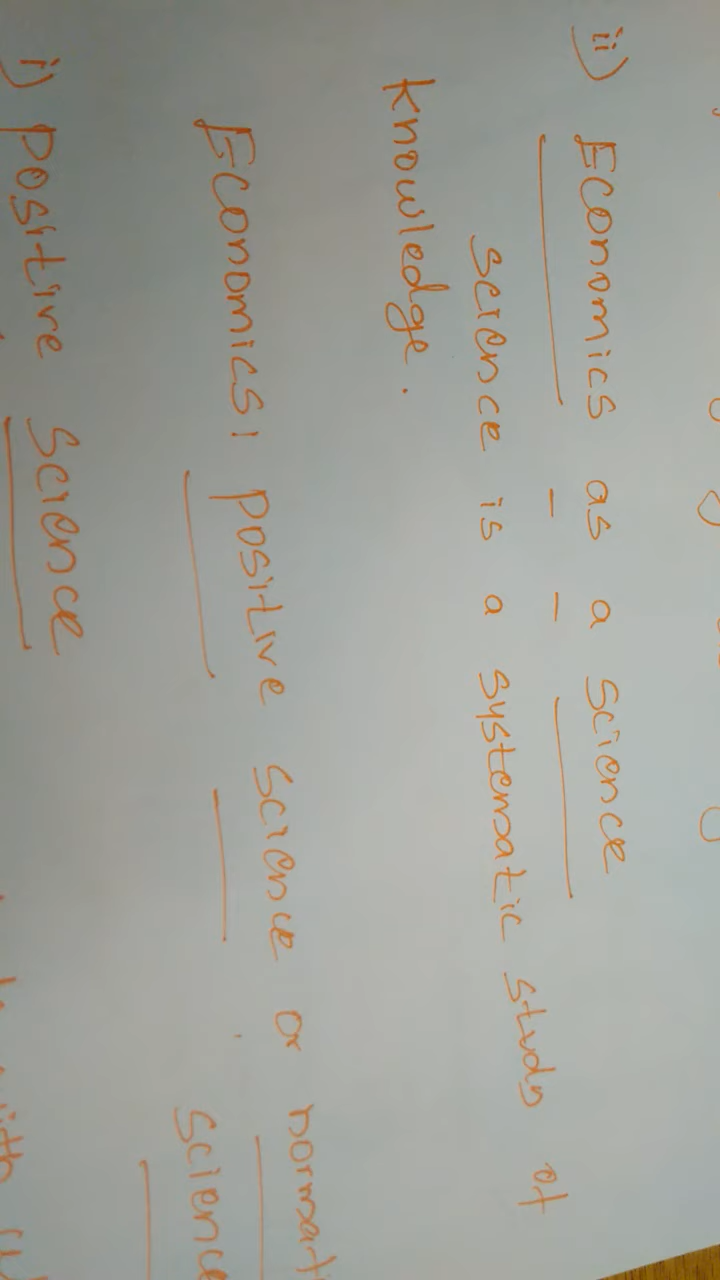 ii) Economics as a science
science is a systematic study of
knowledge.
Economics, positive science or normat
science
i) positive science